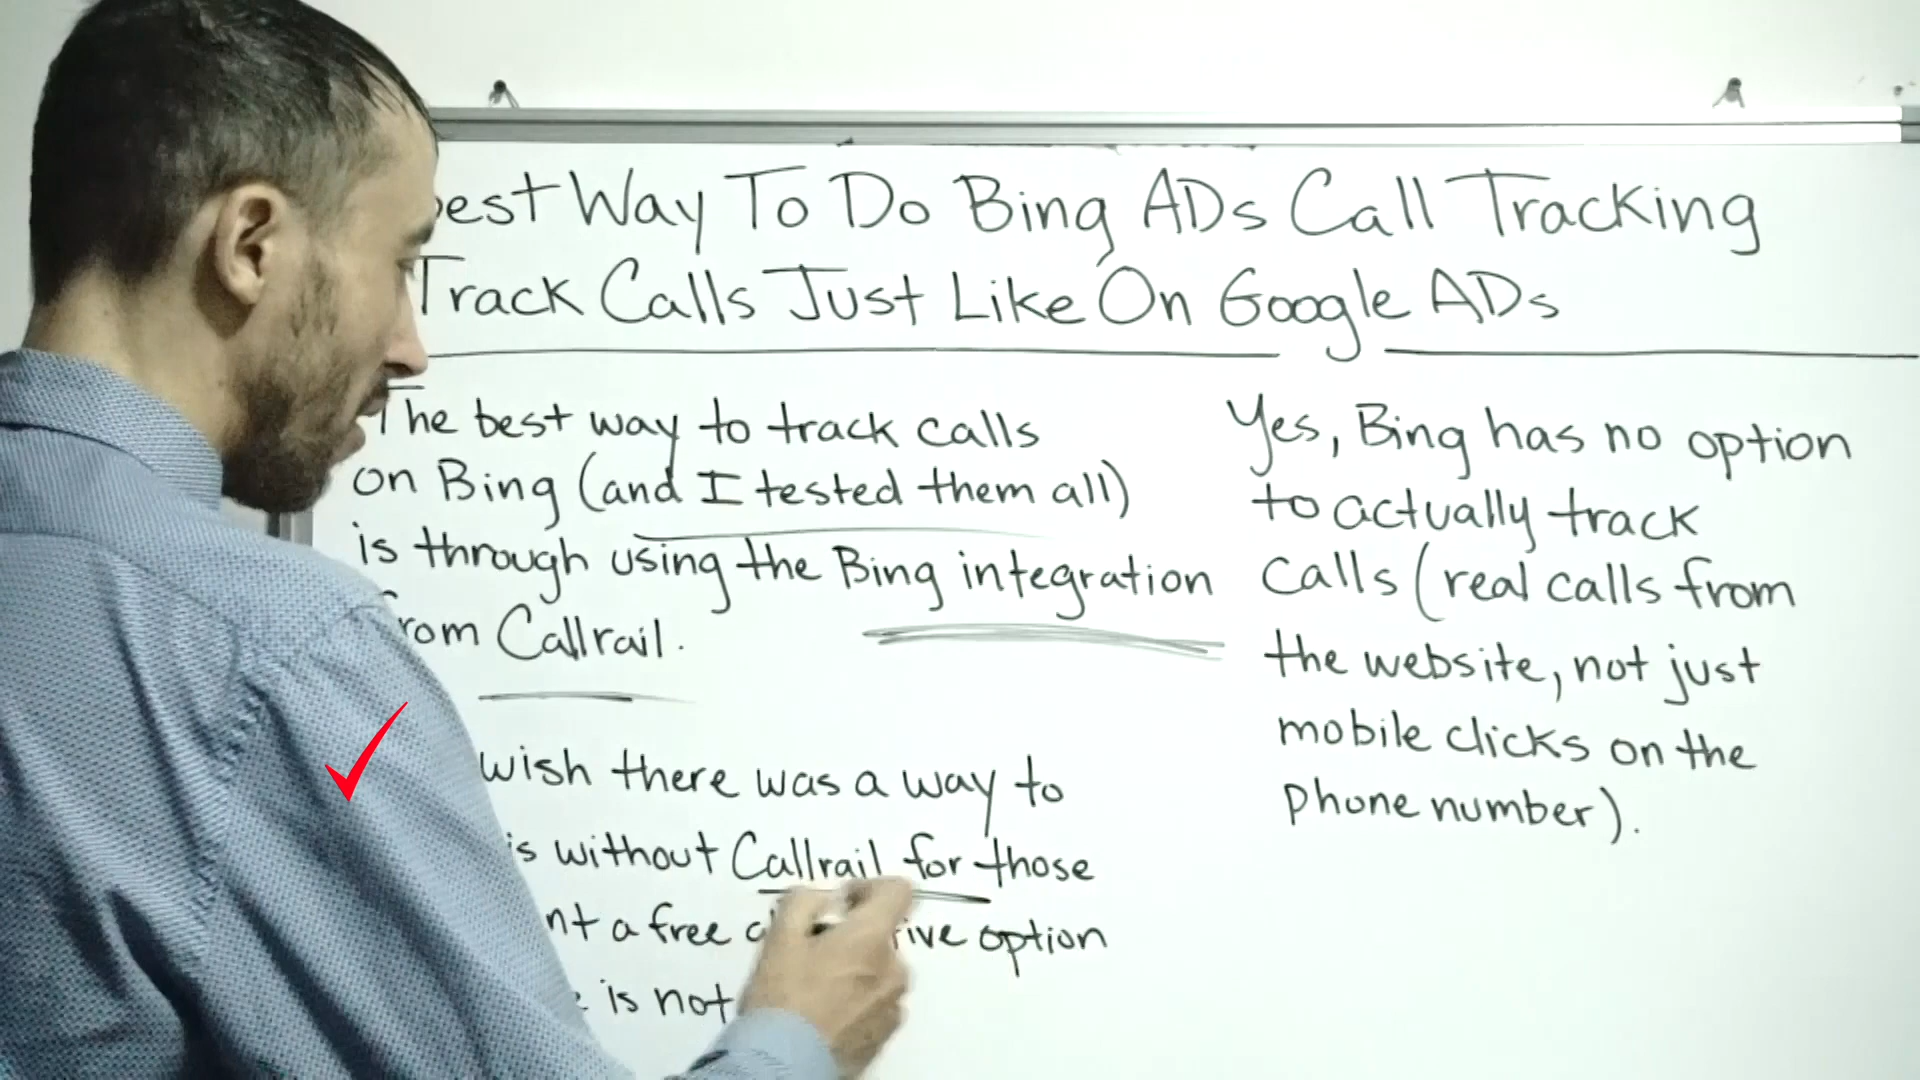 est Way To Do Bing ADs Call Tracking
Track Calls Just Like On Google ADs
The best way to track calls
on Bing (and I tested them all)
is through using the Bing integration
from Callrail.
wish there was a way to
is without Callrail for those
nt a free option
is not
Yes, Bing has no option
to actually track
calls (real calls from
the website, not just
mobile clicks on the
phone number).